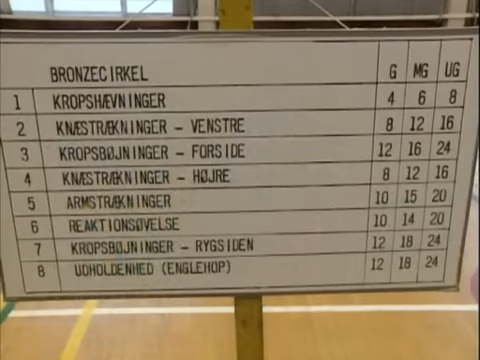 BRONZECIRKEL G MG UG
1 KROPSHÆVNINGER 4 6 8
2 KNÆSTRÆKNINGER - VENSTRE 8 12 16
3 KROPSBØJNINGER - FORSIDE 12 16 24
4 KNÆSTRÆKNINGER - HØJRE 8 12 16
5 ARMSTRÆKNINGER 10 15 20
6 REAKTIONSØVELSE 10 14 20
7 KROPSBØJNINGER - RYGSIDEN 12 18 24
8 UDHOLDENHED (ENGLEHOP) 12 18 24